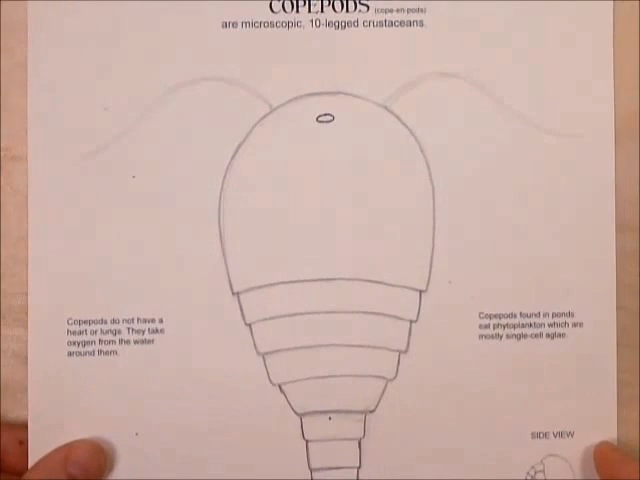 COPEPODS (cope-en-pods)
are microscopic, 10-legged crustaceans
Copepods do not have a
heart or lungs. They take
oxygen from the water
around them.
Copepods found in ponds
eat phytoplankton which are
mostly single-cell aglae.
SIDE VIEW